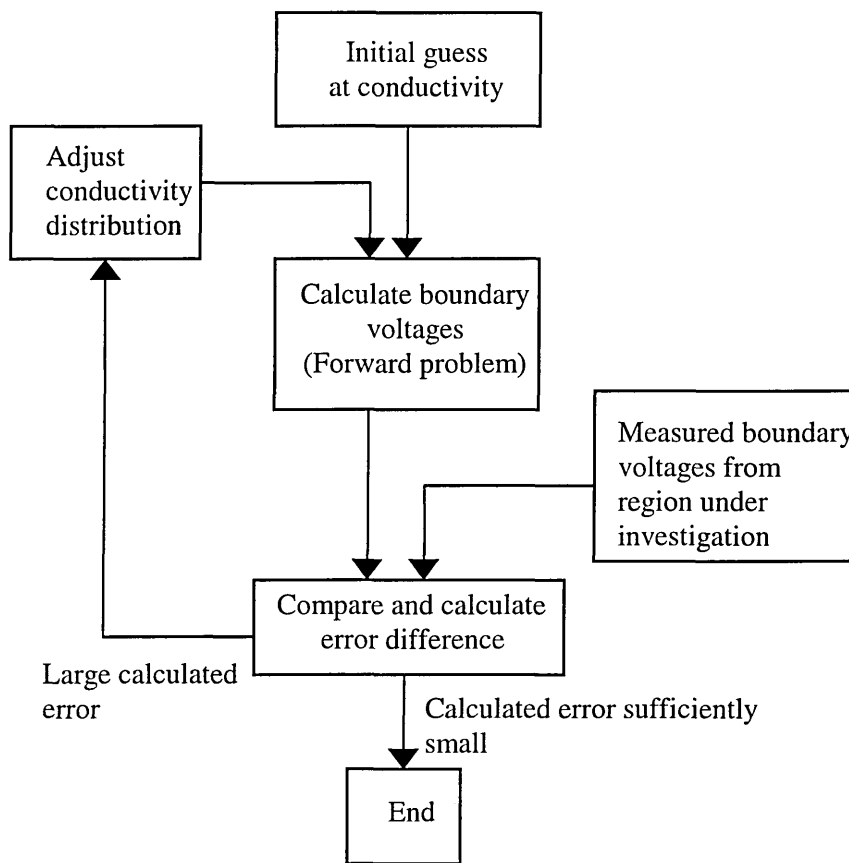 Initial guess
at conductivity
Adjust
conductivity
distribution
Calculate boundary
voltages
(Forward problem)
Measured boundary
voltages from
region under
investigation
Compare and calculate
error difference
Large calculated
error
Calculated error sufficiently
small
End